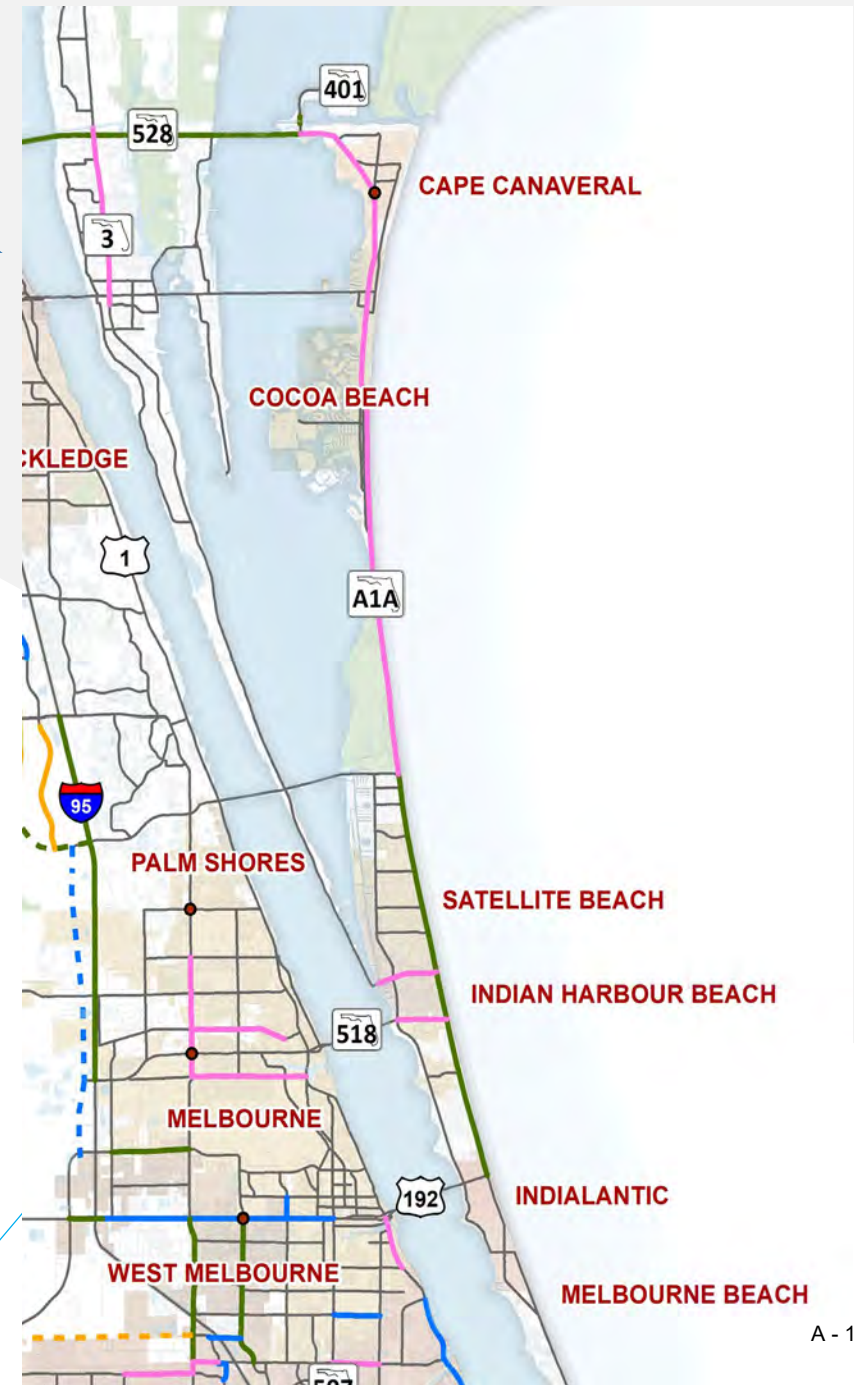 401
528
CAPE CANAVERAL
3
COCOA BEACH
CKLEDGE
1
A1A
95
PALM SHORES
SATELLITE BEACH
INDIAN HARBOUR BEACH
518
MELBOURNE
192
INDIALANTIC
WEST MELBOURNE
MELBOURNE BEACH
A - 1